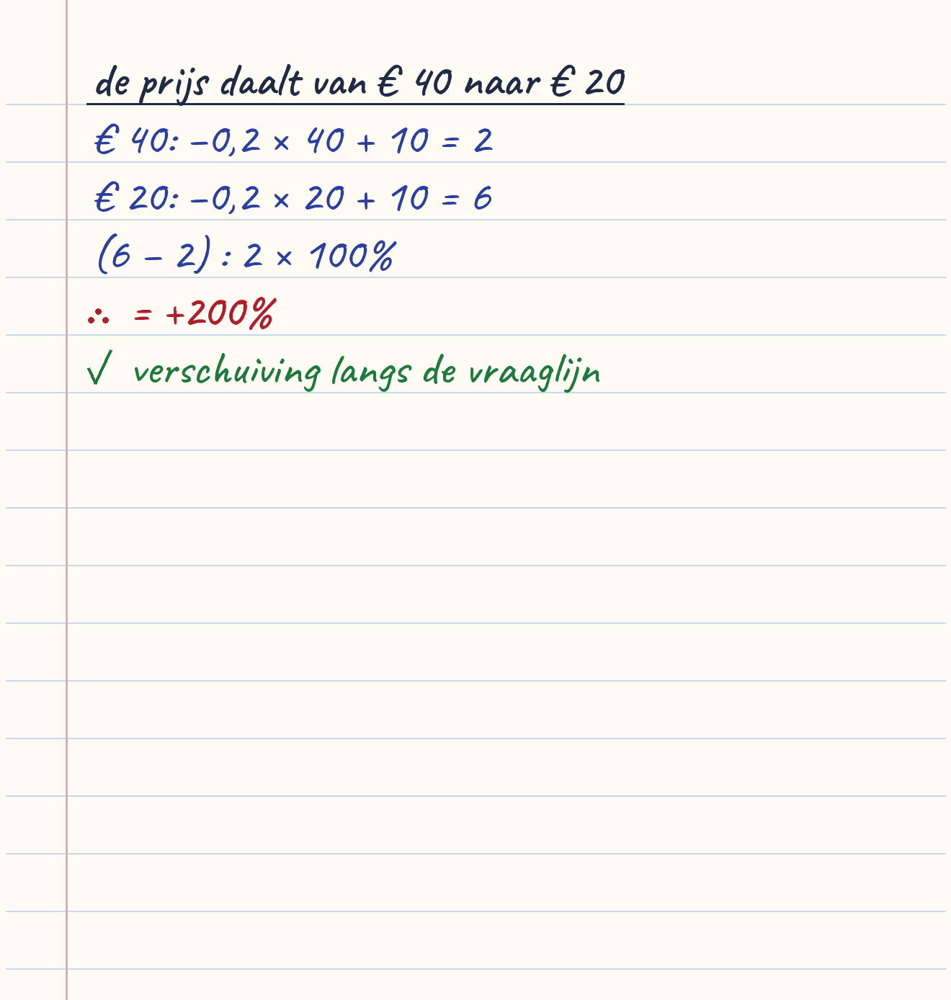 de prijs daalt van € 40 naar € 20
€ 40: −0,2 × 40 + 10 = 2
€ 20: −0,2 × 20 + 10 = 6
(6 − 2) : 2 × 100%
∴ = +200%
✓ verschuiving langs de vraaglijn